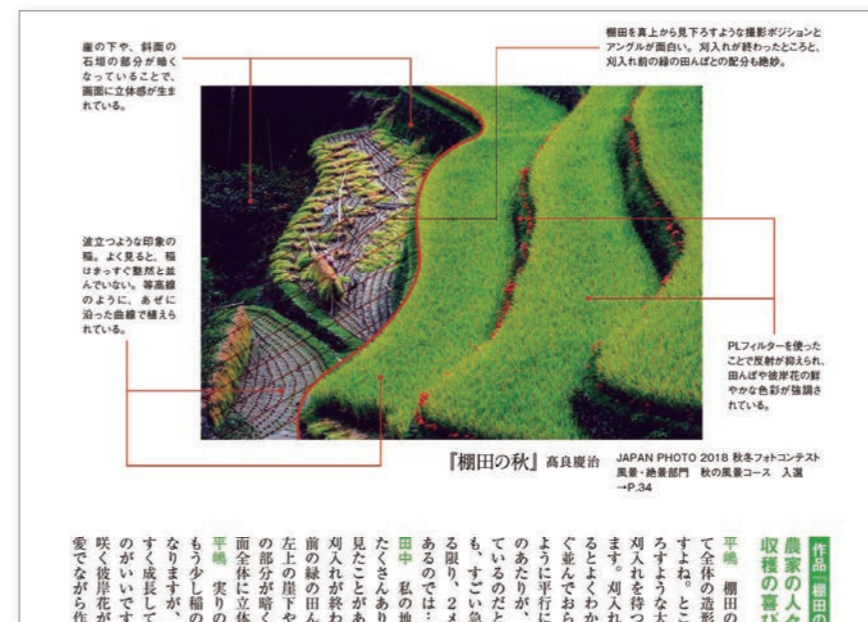 崖の下や、斜面の
石垣の部分が暗く
なっていることで、
画面に立体感が生ま
れている。
棚田を真上から見下ろすような撮影ポジションと
アングルが面白い。刈入れが終わったところと、
刈入れ前の緑の田んぼとの配分も絶妙。
波立つような印象の
稲。よく見ると、稲
はまっすぐ整然と並
んでいない。等高線
のように、あぜに
沿った曲線で植えら
れている。
PLフィルターを使った
ことで反射が抑えられ、
田んぼや彼岸花の鮮
やかな色彩が強調さ
れている。
『棚田の秋』髙良慶治
JAPAN PHOTO 2018 秋冬フォトコンテスト
風景・絶景部門 秋の風景コース 入選
→P.34
作品 棚田の
農家の人々
収穫の喜び
平嶋 棚田の
て全体の造形
すよね。とこ
ろすような大
刈入れを待つ
ます。刈入れ
るとよくわか
ぐ並んでおら
ように平行に
のあたりが、
ているのだと
も、すごい急
る限り、2メ
あるのでは…
田中 私の地
たくさんあり
見たことがあ
刈入れが終わ
前の緑の田ん
左上の崖下や
の部分が暗く
面全体に立体
平嶋 実りの
もう少し稲の
なりますが、
すく成長して
のがいいです
咲く彼岸花が
愛でながら作